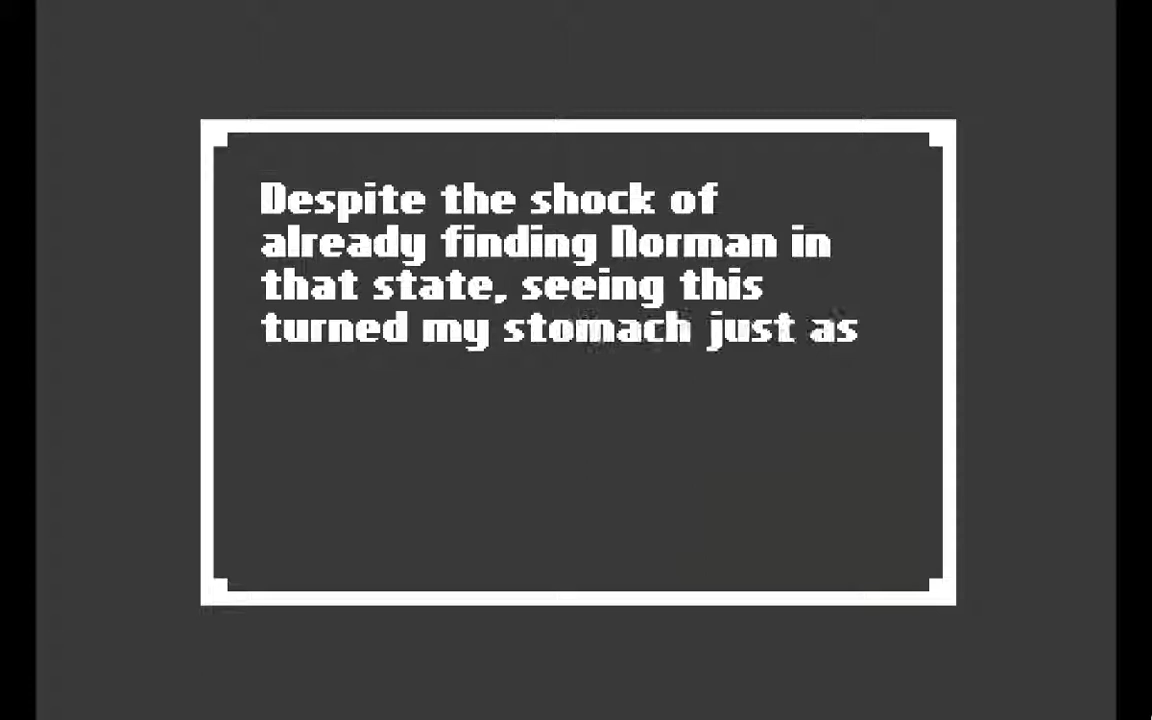 Despite the shock of
already finding Norman in
that state, seeing this
turned my stomach just as